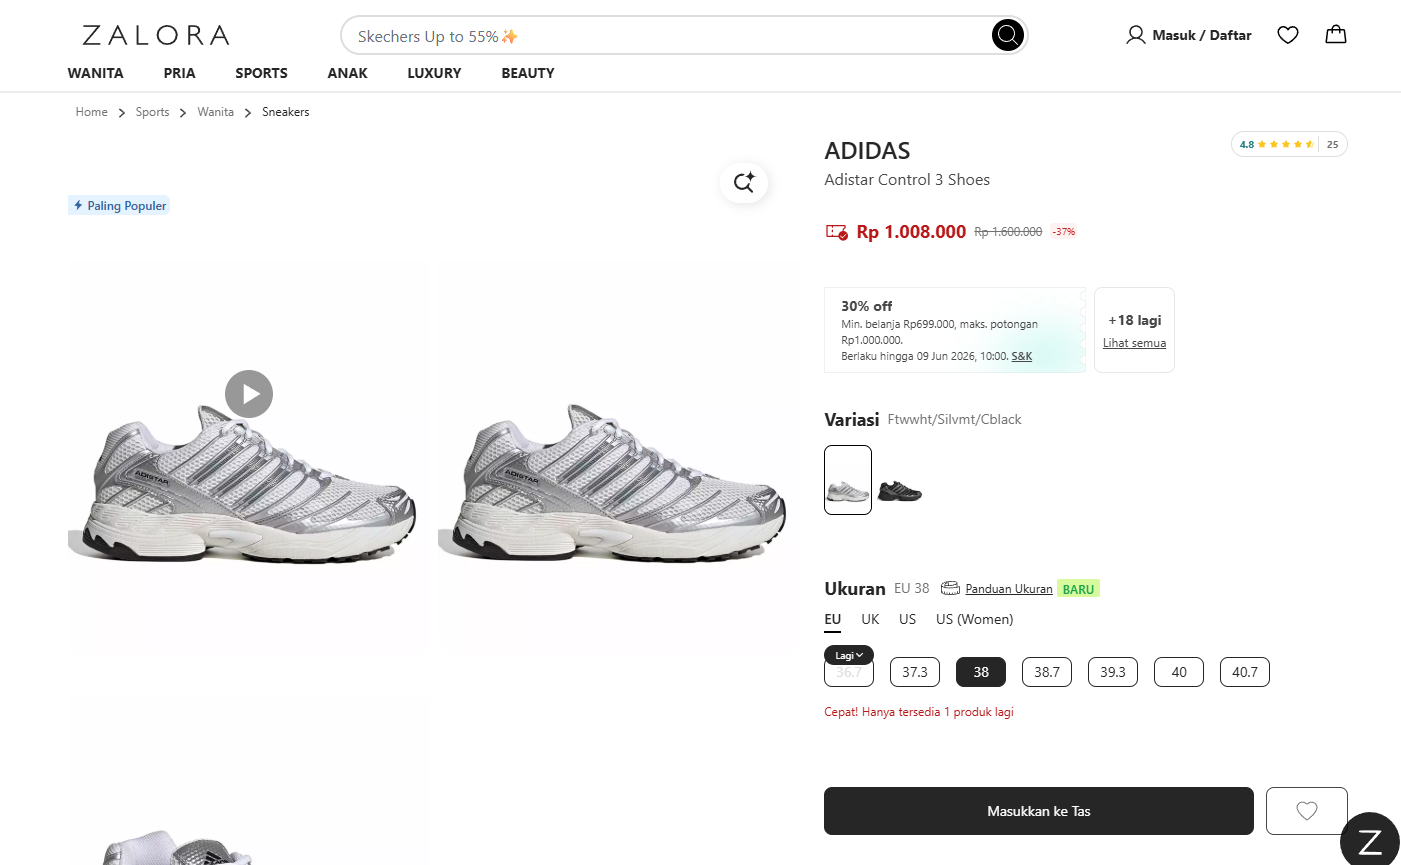 ZALORA
Skechers Up to 55%✨
Masuk / Daftar
WANITA PRIA SPORTS ANAK LUXURY BEAUTY
Home Sports Wanita Sneakers
Paling Populer
ADISTAR
ADISTAR
ADIDAS
4.8 25
Adistar Control 3 Shoes
Rp 1.008.000 Rp 1.600.000 -37%
30% off
Min. belanja Rp699.000, maks. potongan
Rp1.000.000.
Berlaku hingga 09 Jun 2026, 10:00. S&K
+18 lagi
Lihat semua
Variasi Ftwwht/Silvmt/Cblack
Ukuran EU 38 Panduan Ukuran BARU
EU UK US US (Women)
Lagi
36.7 37.3 38 38.7 39.3 40 40.7
Cepat! Hanya tersedia 1 produk lagi
Masukkan ke Tas
Z